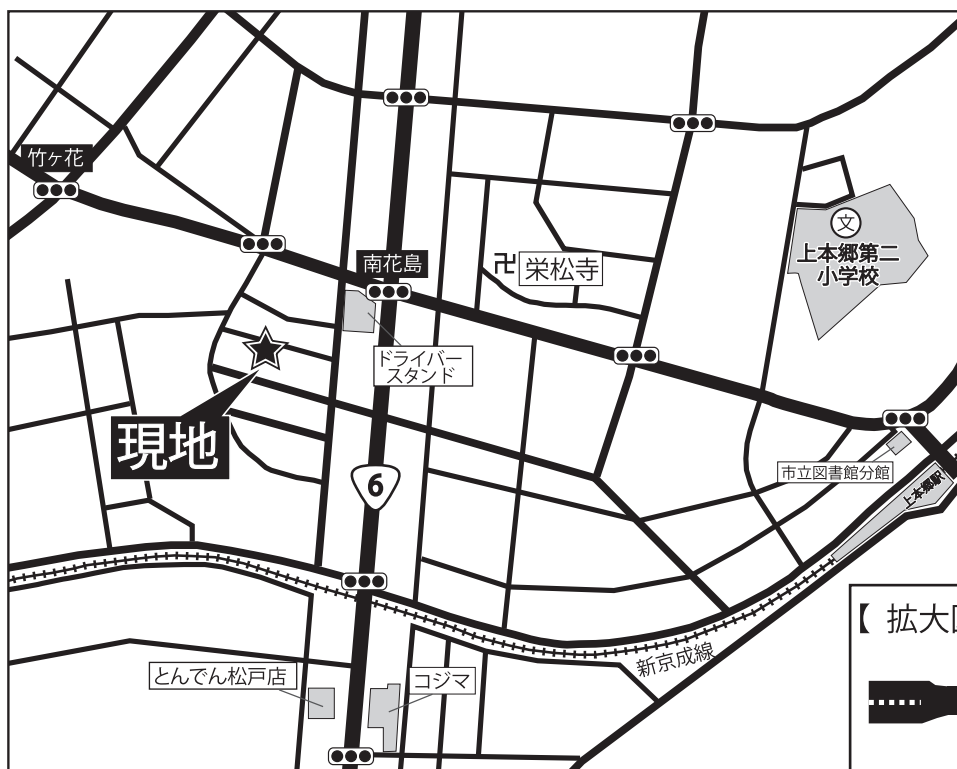 竹ヶ花
南花島
卍 栄松寺
文
上本郷第二
小学校
ドライバー
スタンド
現地
6
市立図書館分館
上本郷駅
新京成線
【 拡大
とんでん松戸店
コジマ